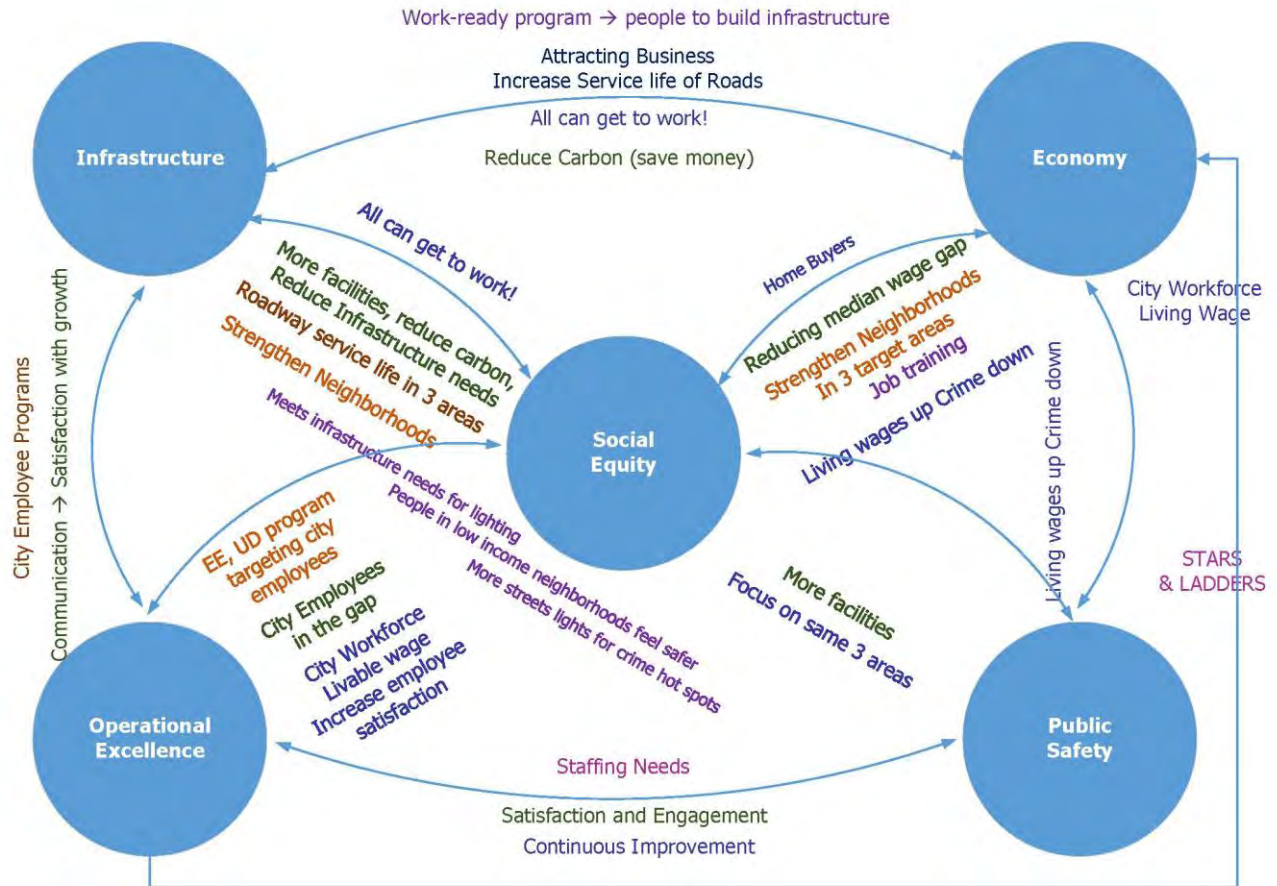 Work-ready program → people to build infrastructure
Attracting Business
Increase Service life of Roads
All can get to work!
Reduce Carbon (save money)
Infrastructure
Economy
All can get to work!
More facilities, reduce carbon,
Reduce Infrastructure needs
Roadway service life in 3 areas
Strengthen Neighborhoods
Meets infrastructure needs for lighting
People in low income neighborhoods feel safer
More streets lights for crime hot spots
Home Buyers
Reducing median wage gap
Strengthen Neighborhoods
In 3 target areas
Job training
Living wages up Crime down
City Workforce
Living Wage
City Employee Programs
Communication → Satisfaction with growth
Social
Equity
Living wages up Crime down
STARS
& LADDERS
EE, UD program
targeting city
employees
City Employees
in the gap
City Workforce
Livable wage
Increase employee
satisfaction
More facilities
Focus on same 3 areas
Operational
Excellence
Public
Safety
Staffing Needs
Satisfaction and Engagement
Continuous Improvement